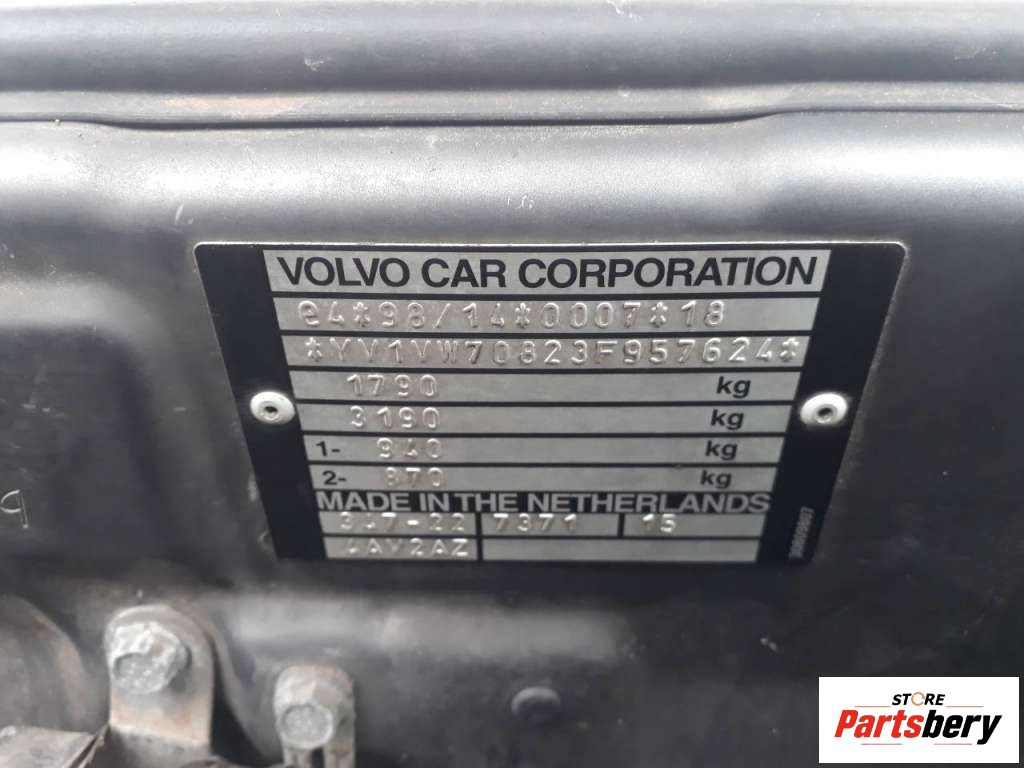 VOLVO CAR CORPORATION
e4*98/14*0007*18
*YV1VW70823F957624*
1790 kg
3190 kg
1- 940 kg
2- 870 kg
MADE IN THE NETHERLANDS
347-22 7371 15
STORE
Partsbery